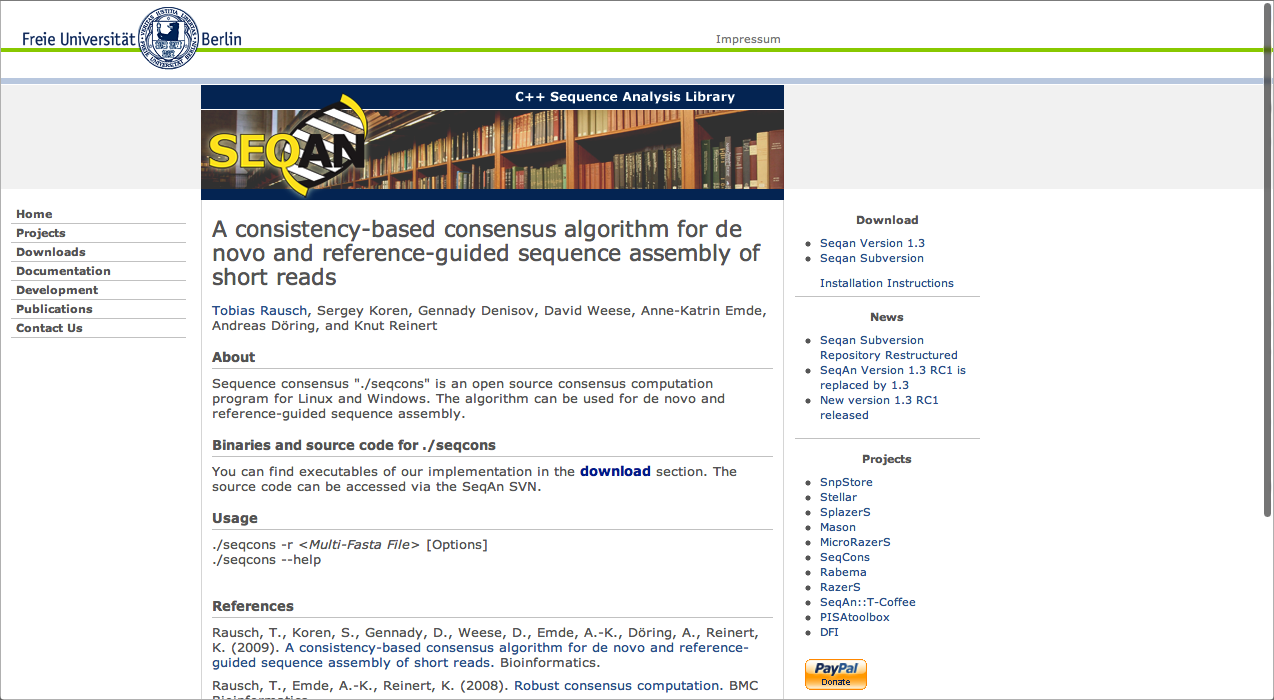 Freie Universität Berlin
Impressum
C++ Sequence Analysis Library
SEQAN
Home
Projects
Downloads
Documentation
Development
Publications
Contact Us
A consistency-based consensus algorithm for de
novo and reference-guided sequence assembly of
short reads
Tobias Rausch, Sergey Koren, Gennady Denisov, David Weese, Anne-Katrin Emde,
Andreas Döring, and Knut Reinert
About
Sequence consensus "./seqcons" is an open source consensus computation
program for Linux and Windows. The algorithm can be used for de novo and
reference-guided sequence assembly.
Binaries and source code for ./seqcons
You can find executables of our implementation in the download section. The
source code can be accessed via the SeqAn SVN.
Usage
./seqcons -r <Multi-Fasta File> [Options]
./seqcons --help
References
Rausch, T., Koren, S., Gennady, D., Weese, D., Emde, A.-K., Döring, A., Reinert,
K. (2009). A consistency-based consensus algorithm for de novo and reference-
guided sequence assembly of short reads. Bioinformatics.
Rausch, T., Emde, A.-K., Reinert, K. (2008). Robust consensus computation. BMC
Bioinformatics.
Download
Seqan Version 1.3
Seqan Subversion
Installation Instructions
News
Seqan Subversion
Repository Restructured
SeqAn Version 1.3 RC1 is
replaced by 1.3
New version 1.3 RC1
released
Projects
SnpStore
Stellar
SplazerS
Mason
MicroRazerS
SeqCons
Rabema
RazerS
SeqAn::T-Coffee
PISAtoolbox
DFI
PayPal
Donate